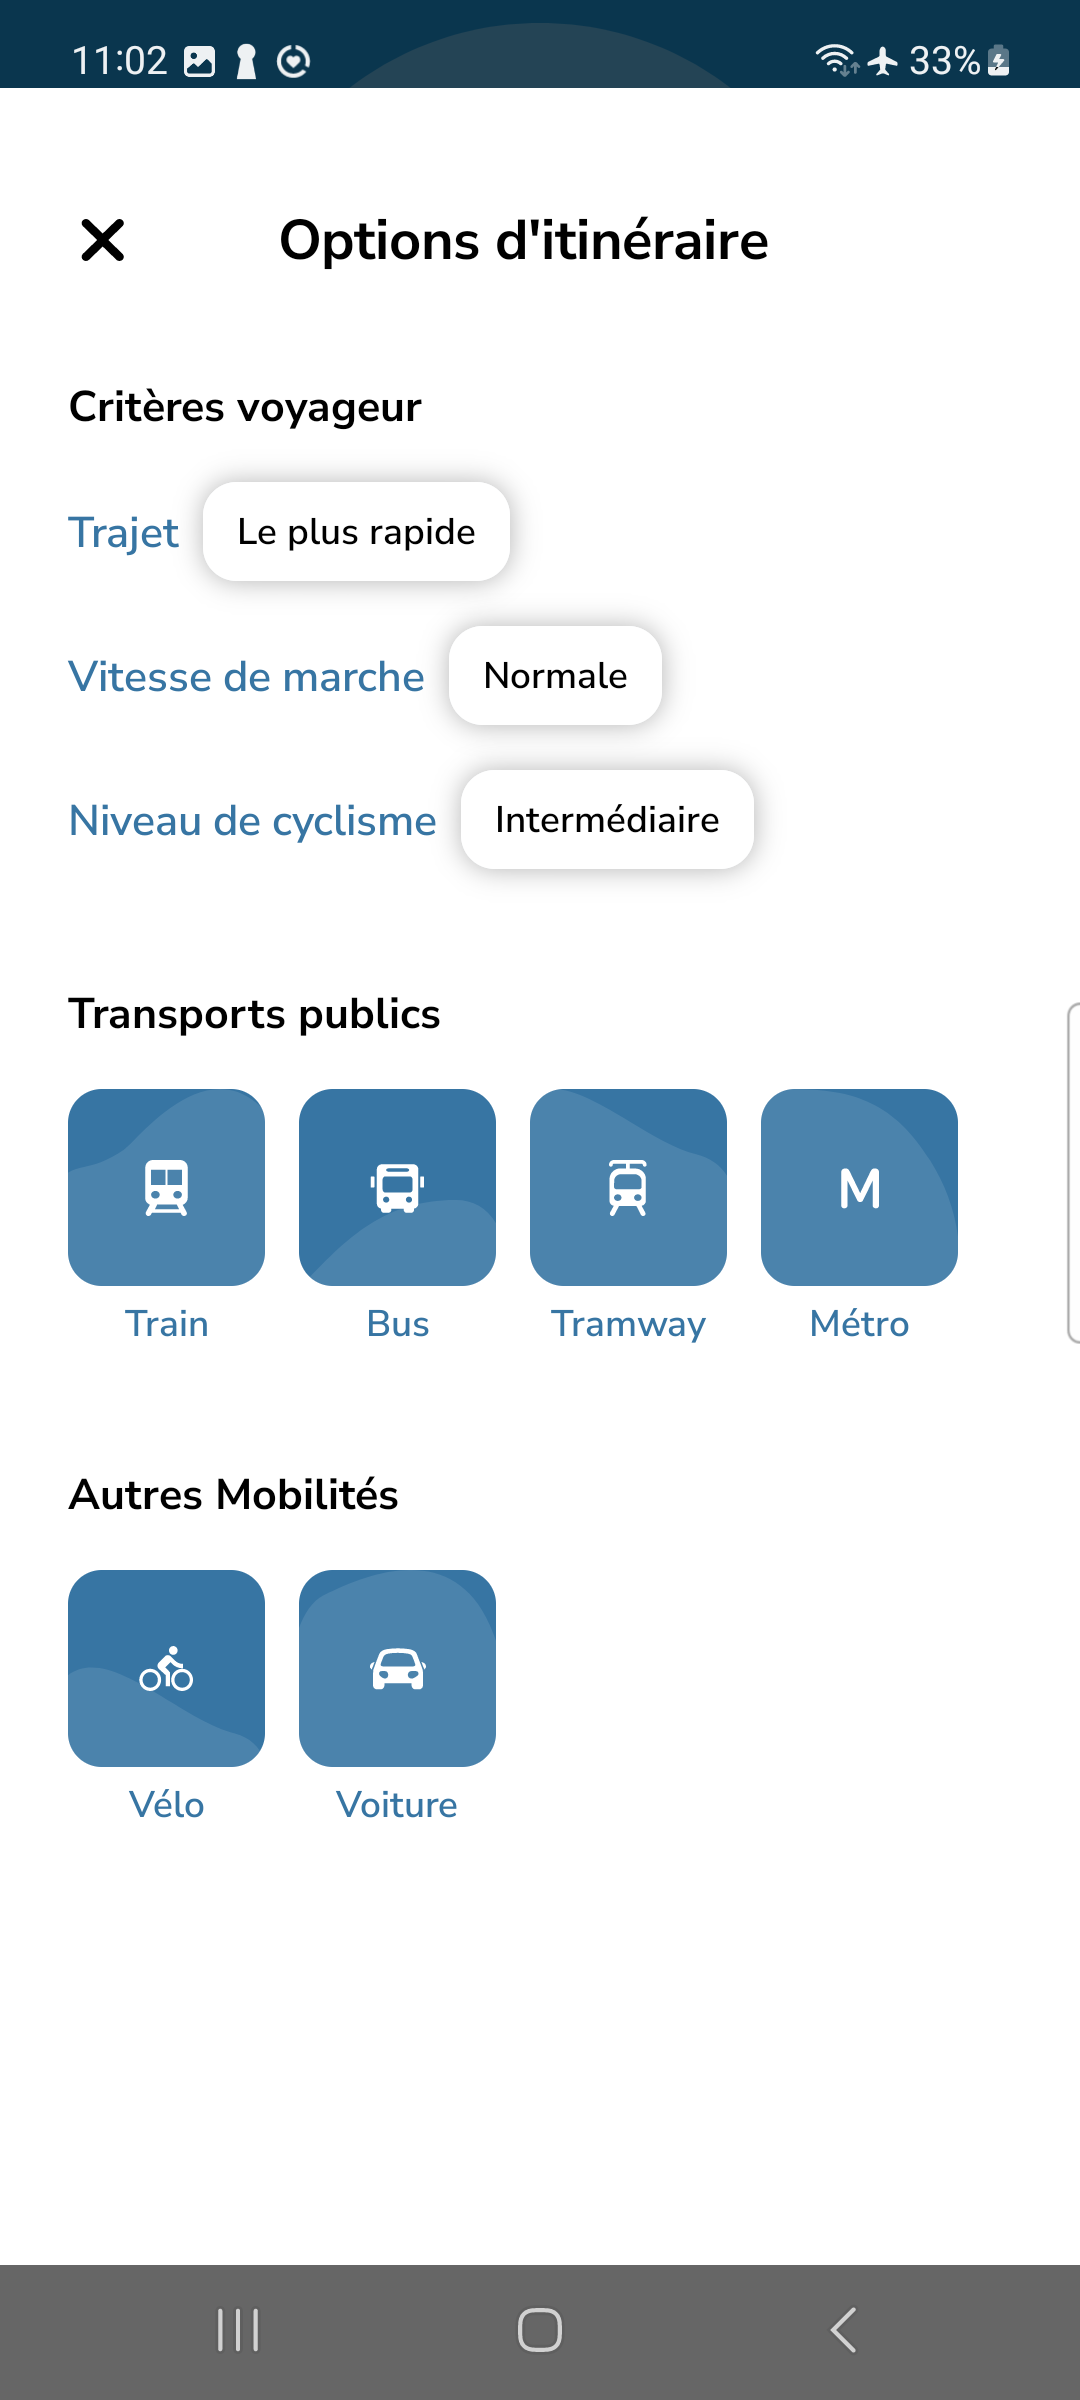 11:02 33%
Options d'itinéraire
Critères voyageur
Trajet Le plus rapide
Vitesse de marche Normale
Niveau de cyclisme Intermédiaire
Transports publics
M
Train Bus Tramway Métro
Autres Mobilités
Vélo Voiture